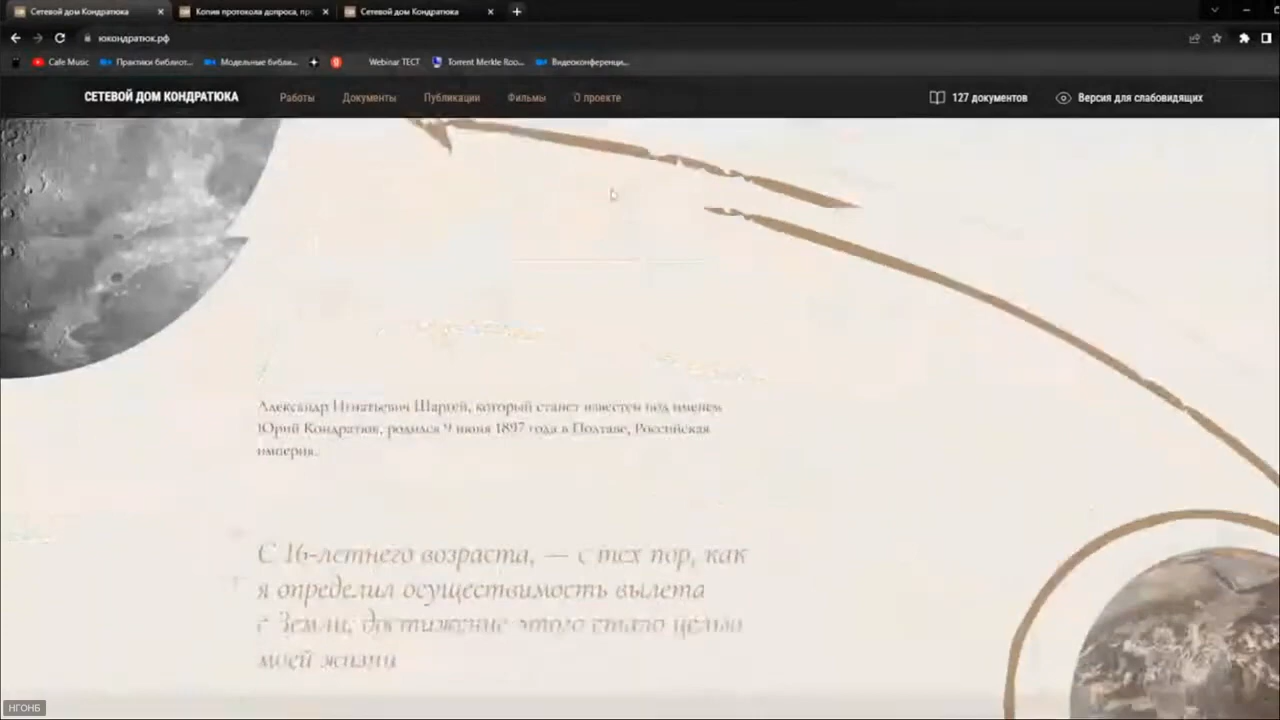 Сетевой дом Кондратюка
Копия протокола допроса, пр
Сетевой дом Кондратюка
юкондратюк.рф
Cafe Music
Практики библиот...
Модельные библи...
Webinar ТЕСТ
Torrent Merkle Roo...
Видеоконференци...
СЕТЕВОЙ ДОМ КОНДРАТЮКА
Работы
Документы
Публикации
Фильмы
О проекте
127 документов
Версия для слабовидящих
Александр Игнатьевич Шаргей, который станет известен под именем
Юрий Кондратюк, родился 9 июня 1897 года в Полтаве, Российская
империя.
С 16-летнего возраста, — с тех пор, как
я определил осуществимость вылета
с Земли, достижение этого стало целью
моей жизни
НГОНБ